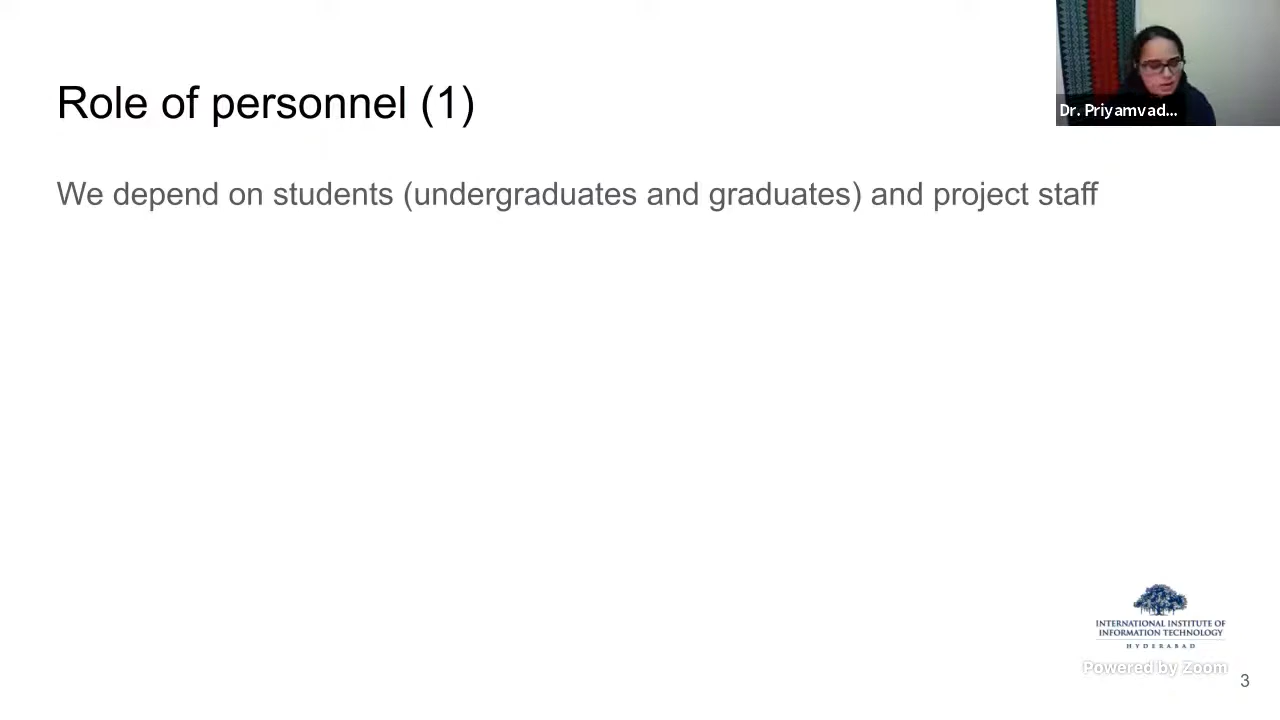 Role of personnel (1)
Dr. Priyamvad...
We depend on students (undergraduates and graduates) and project staff
INTERNATIONAL INSTITUTE OF
INFORMATION TECHNOLOGY
HYDERABAD
Powered by Zoom
3